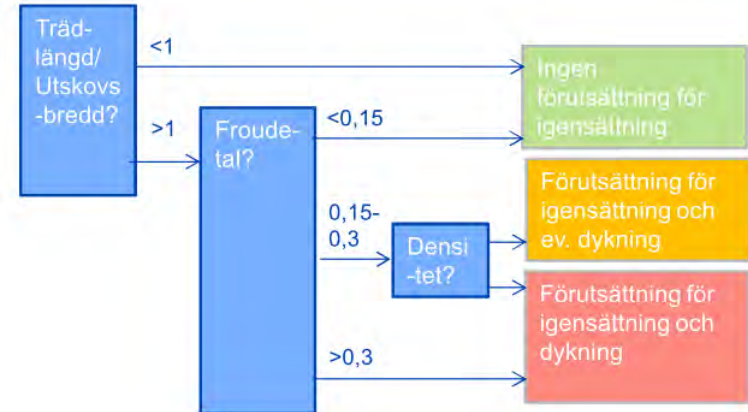 Träd-
längd/
Utskovs
-bredd?
<1
>1
Froude-
tal?
<0,15
0,15-
0,3
>0,3
Densi
-tet?
Ingen
förutsättning för
igensättning
Förutsättning för
igensättning och
ev. dykning
Förutsättning för
igensättning och
dykning